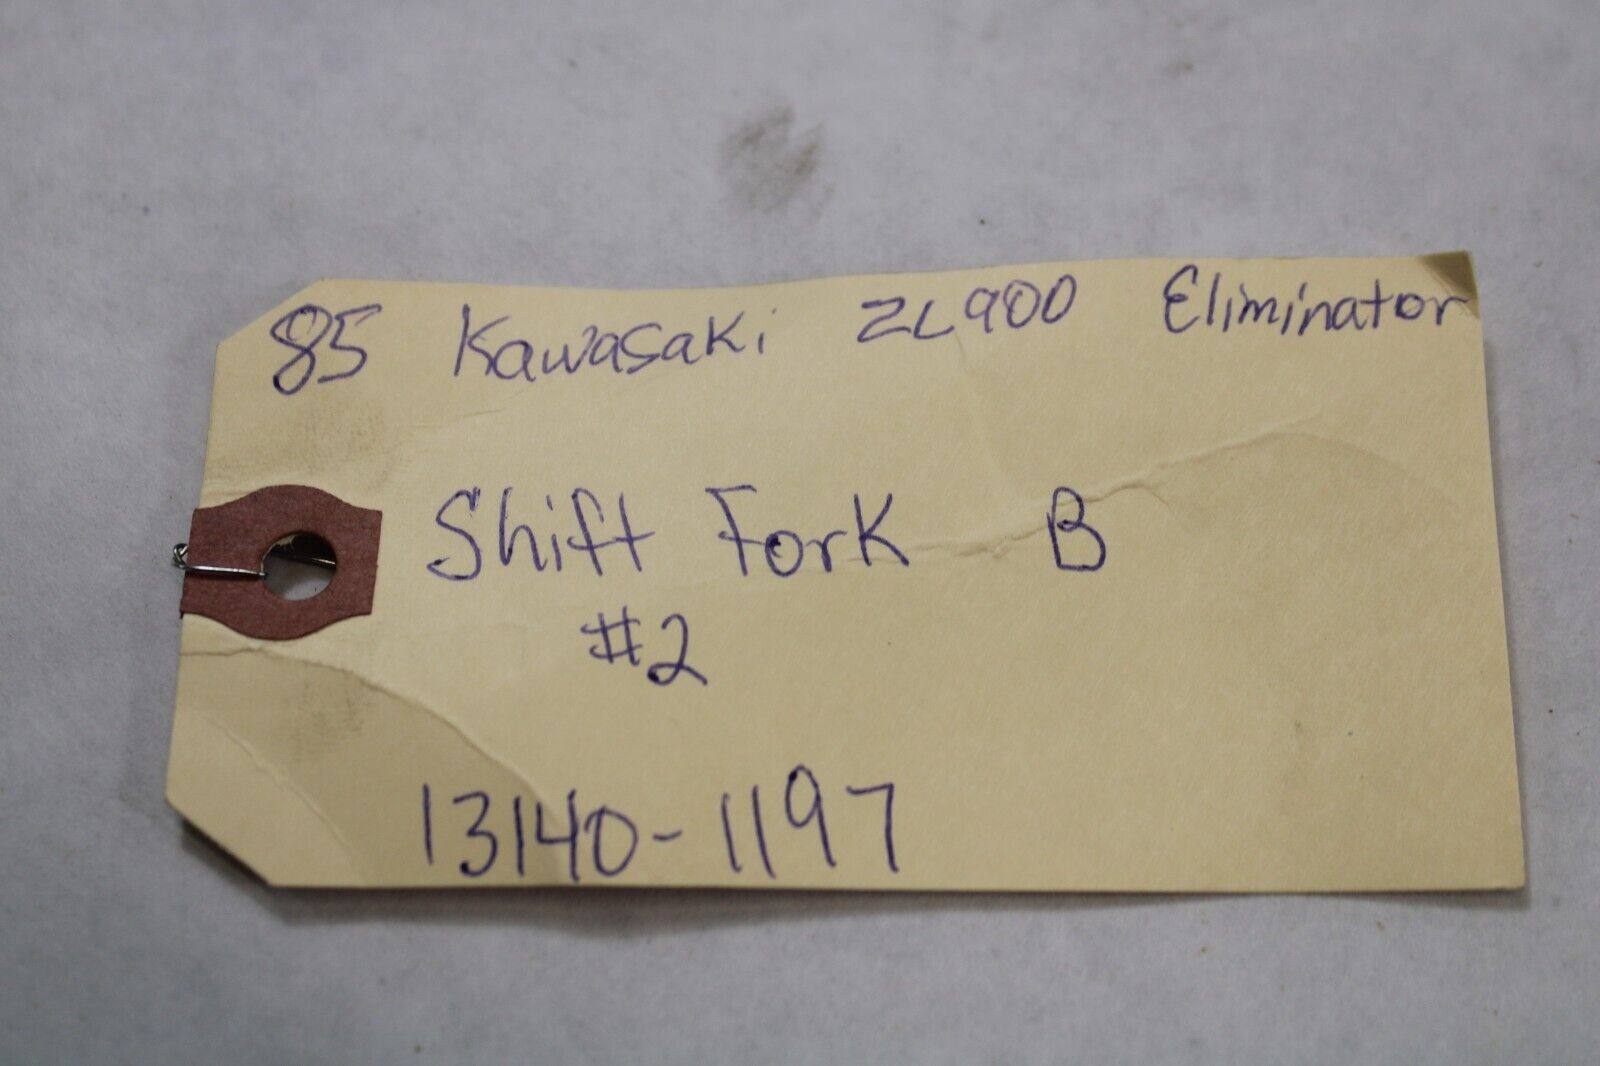 85 Kawasaki ZL900 Eliminator
Shift Fork B
#2
13140-1197